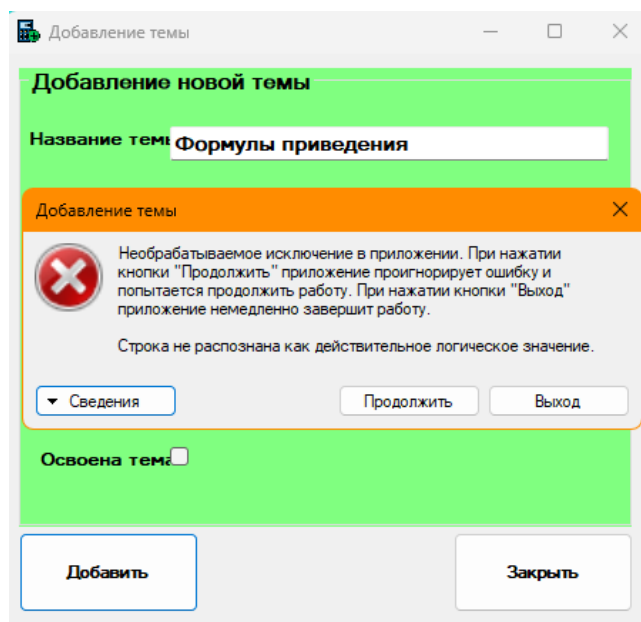 Добавление темы
Добавление новой темы
Название темы
Формулы приведения
Добавление темы
Необрабатываемое исключение в приложении. При нажатии
кнопки "Продолжить" приложение проигнорирует ошибку и
попытается продолжить работу. При нажатии кнопки "Выход"
приложение немедленно завершит работу.
Строка не распознана как действительное логическое значение.
Сведения
Продолжить
Выход
Освоена тема
Добавить
Закрыть